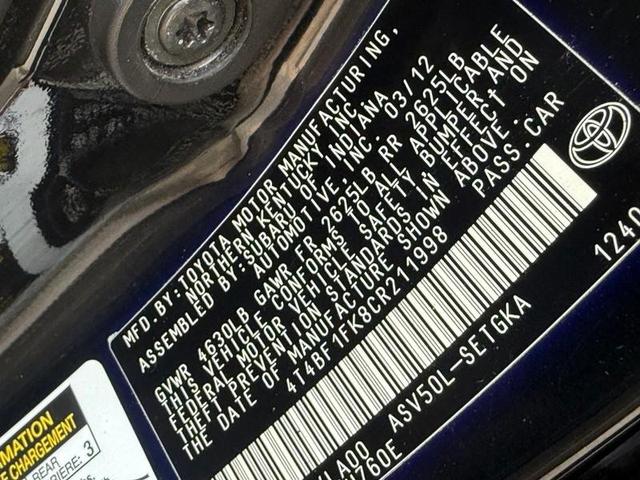 MFD. BY: TOYOTA MOTOR MANUFACTURING,
NORTHERN KENTUCKY, INC.
ASSEMBLED BY: SUBARU OF INDIANA
AUTOMOTIVE, INC. 03/12
GVWR 4630LB GAWR FR 2625LB RR 2625LB
THIS VEHICLE CONFORMS TO ALL APPLICABLE
FEDERAL MOTOR VEHICLE SAFETY, BUMPER AND
THEFT PREVENTION STANDARDS IN EFFECT ON
THE DATE OF MANUFACTURE SHOWN ABOVE.
4T4BF1FK8CR211998 PASS.CAR
ASV50L-SETGKA
LA00
760E
MATION
CHARGEMENT
REAR
RIÈRE: 3